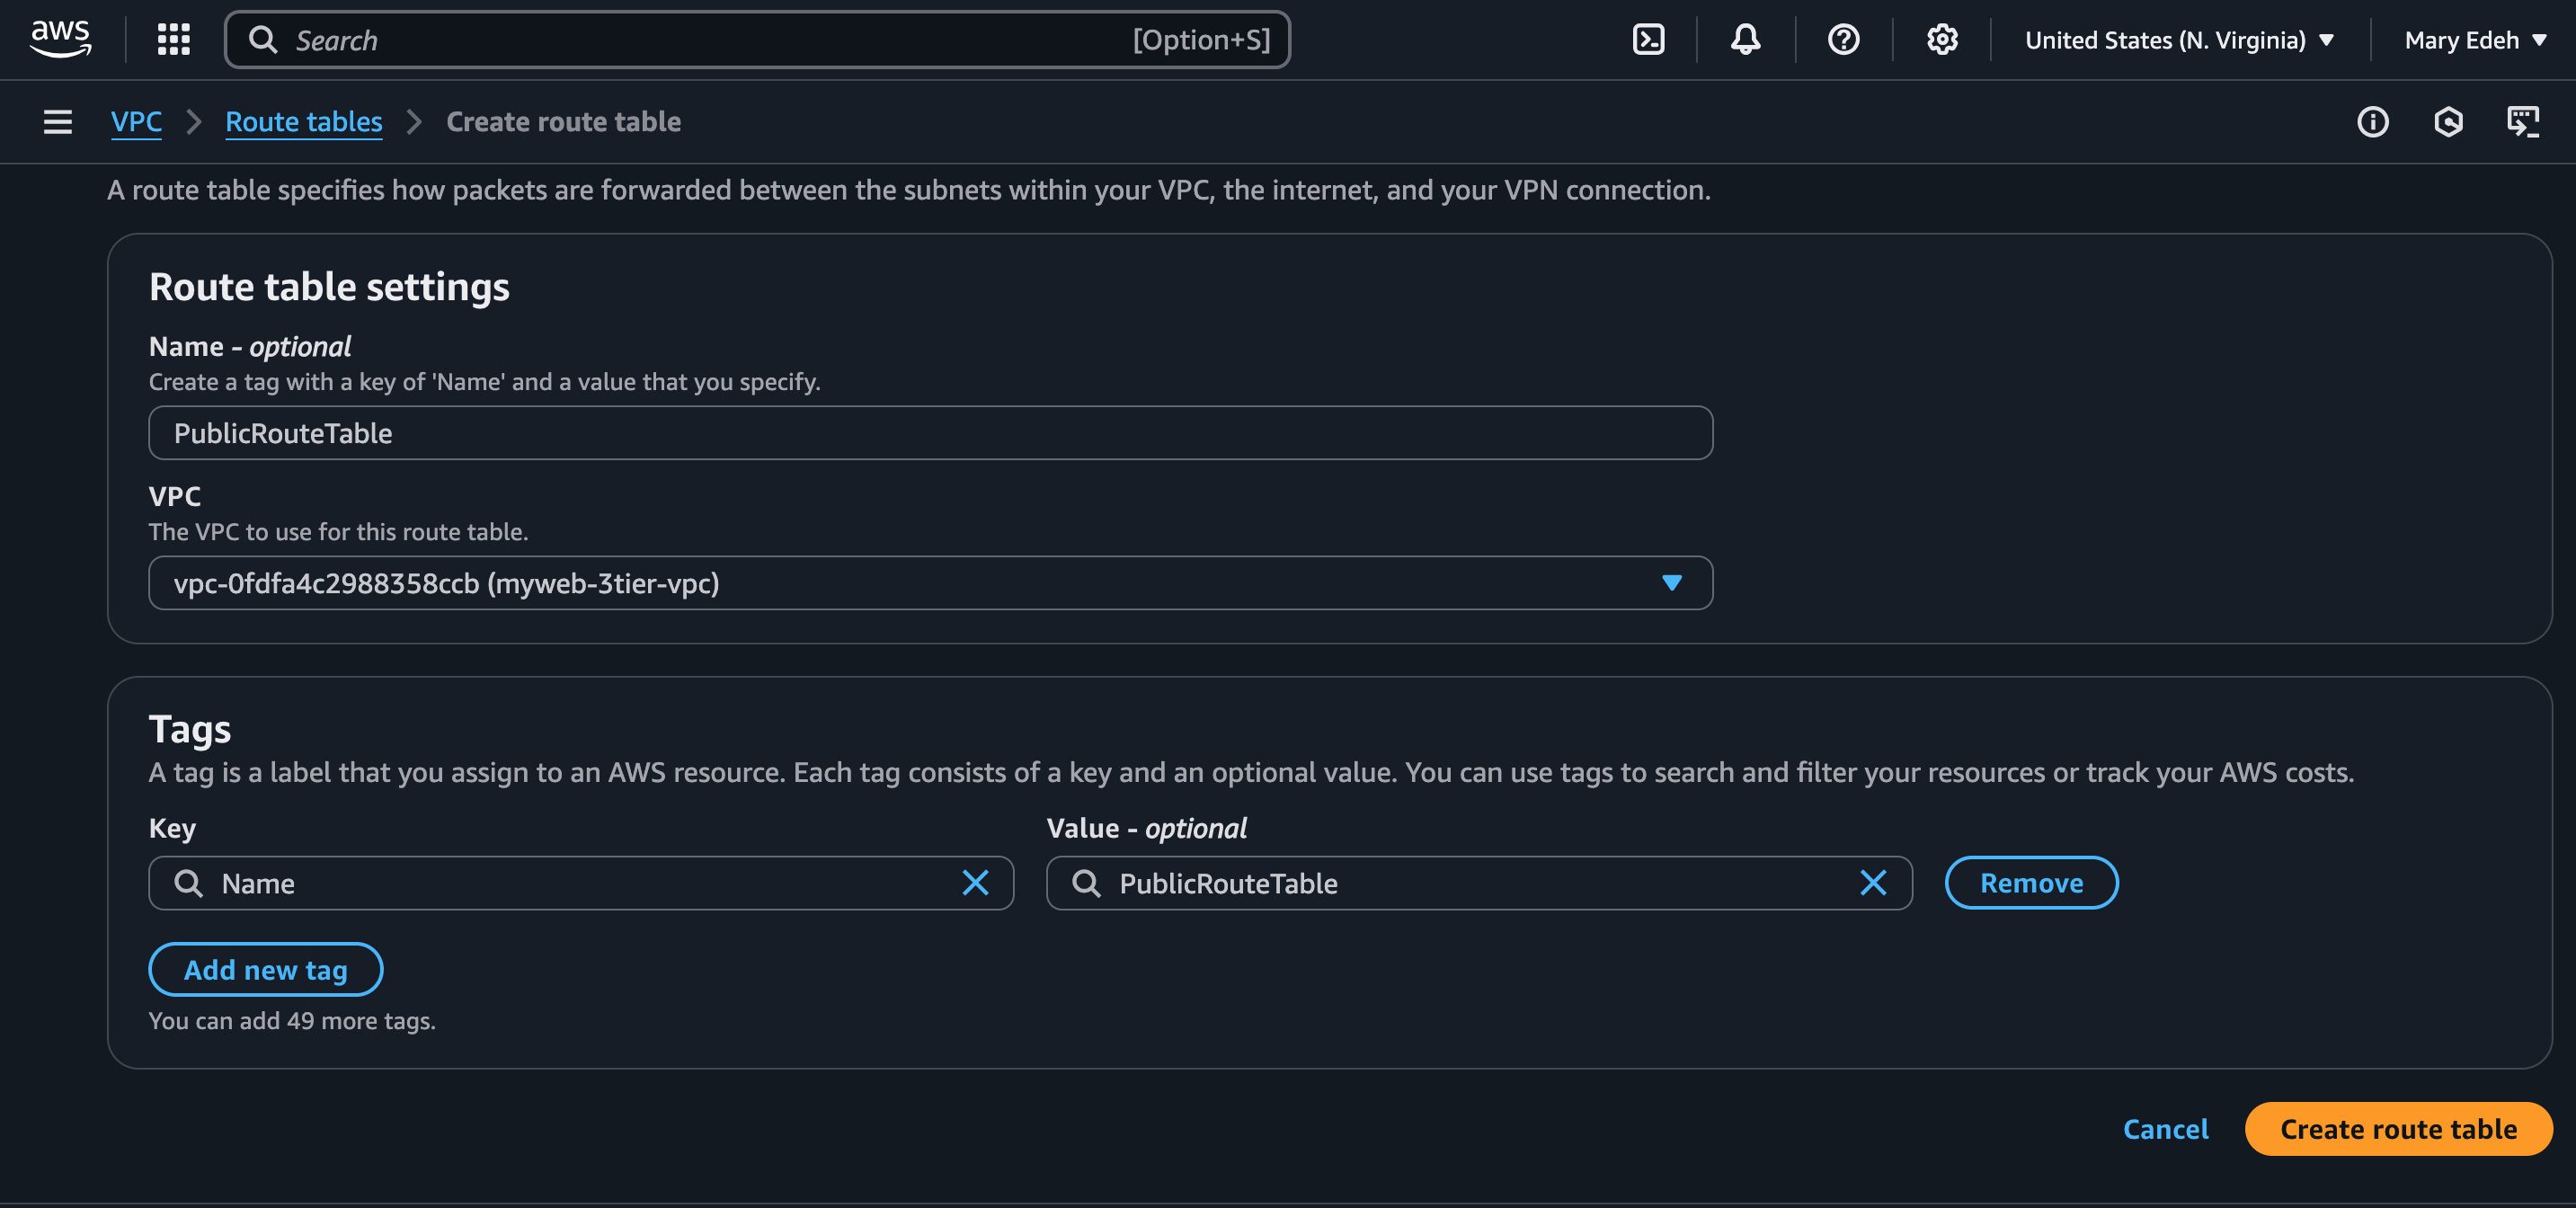 aws
Search [Option+S] United States (N. Virginia) Mary Edeh
VPC Route tables Create route table
A route table specifies how packets are forwarded between the subnets within your VPC, the internet, and your VPN connection.
Route table settings
Name - optional
Create a tag with a key of 'Name' and a value that you specify.
PublicRouteTable
VPC
The VPC to use for this route table.
vpc-0fdfa4c2988358ccb (myweb-3tier-vpc)
Tags
A tag is a label that you assign to an AWS resource. Each tag consists of a key and an optional value. You can use tags to search and filter your resources or track your AWS costs.
Key Value - optional
Name PublicRouteTable Remove
Add new tag
You can add 49 more tags.
Cancel Create route table